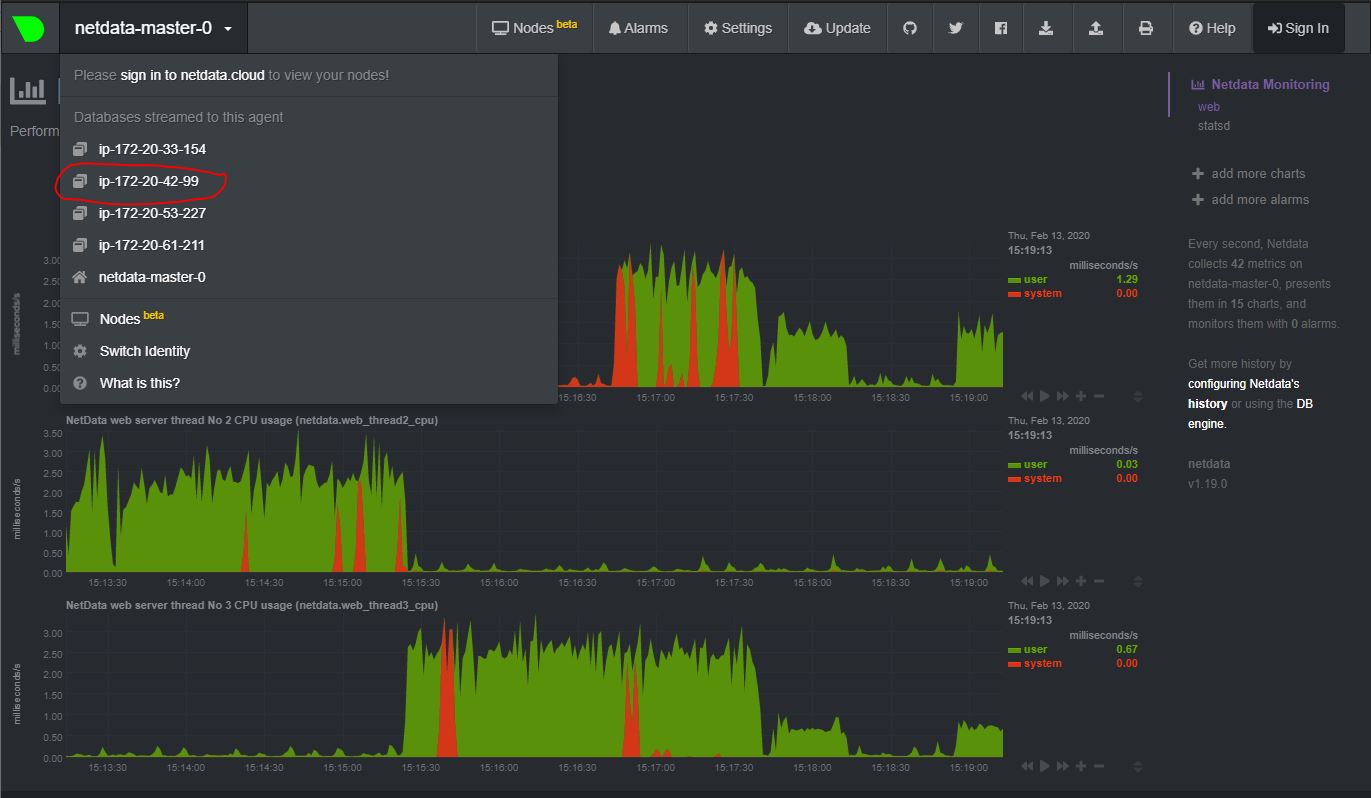 netdata-master-0
Nodes beta
Alarms
Settings
Update
Help
Sign In
Please sign in to netdata.cloud to view your nodes!
Databases streamed to this agent
ip-172-20-33-154
ip-172-20-42-99
ip-172-20-53-227
ip-172-20-61-211
netdata-master-0
Nodes beta
Switch Identity
What is this?
Perform
milliseconds/s
3.00
2.50
2.00
1.50
1.00
0.50
0.00
15:16:30
15:17:00
15:17:30
15:18:00
15:18:30
15:19:00
Thu, Feb 13, 2020
15:19:13
milliseconds/s
user 1.29
system 0.00
NetData web server thread No 2 CPU usage (netdata.web_thread2_cpu)
milliseconds/s
3.50
3.00
2.50
2.00
1.50
1.00
0.50
0.00
15:13:30
15:14:00
15:14:30
15:15:00
15:15:30
15:16:00
15:16:30
15:17:00
15:17:30
15:18:00
15:18:30
15:19:00
Thu, Feb 13, 2020
15:19:13
milliseconds/s
user 0.03
system 0.00
NetData web server thread No 3 CPU usage (netdata.web_thread3_cpu)
milliseconds/s
3.00
2.50
2.00
1.50
1.00
0.50
0.00
15:13:30
15:14:00
15:14:30
15:15:00
15:15:30
15:16:00
15:16:30
15:17:00
15:17:30
15:18:00
15:18:30
15:19:00
Thu, Feb 13, 2020
15:19:13
milliseconds/s
user 0.67
system 0.00
Netdata Monitoring
web
statsd
add more charts
add more alarms
Every second, Netdata
collects 42 metrics on
netdata-master-0, presents
them in 15 charts, and
monitors them with 0 alarms.
Get more history by
configuring Netdata's
history or using the DB
engine.
netdata
v1.19.0